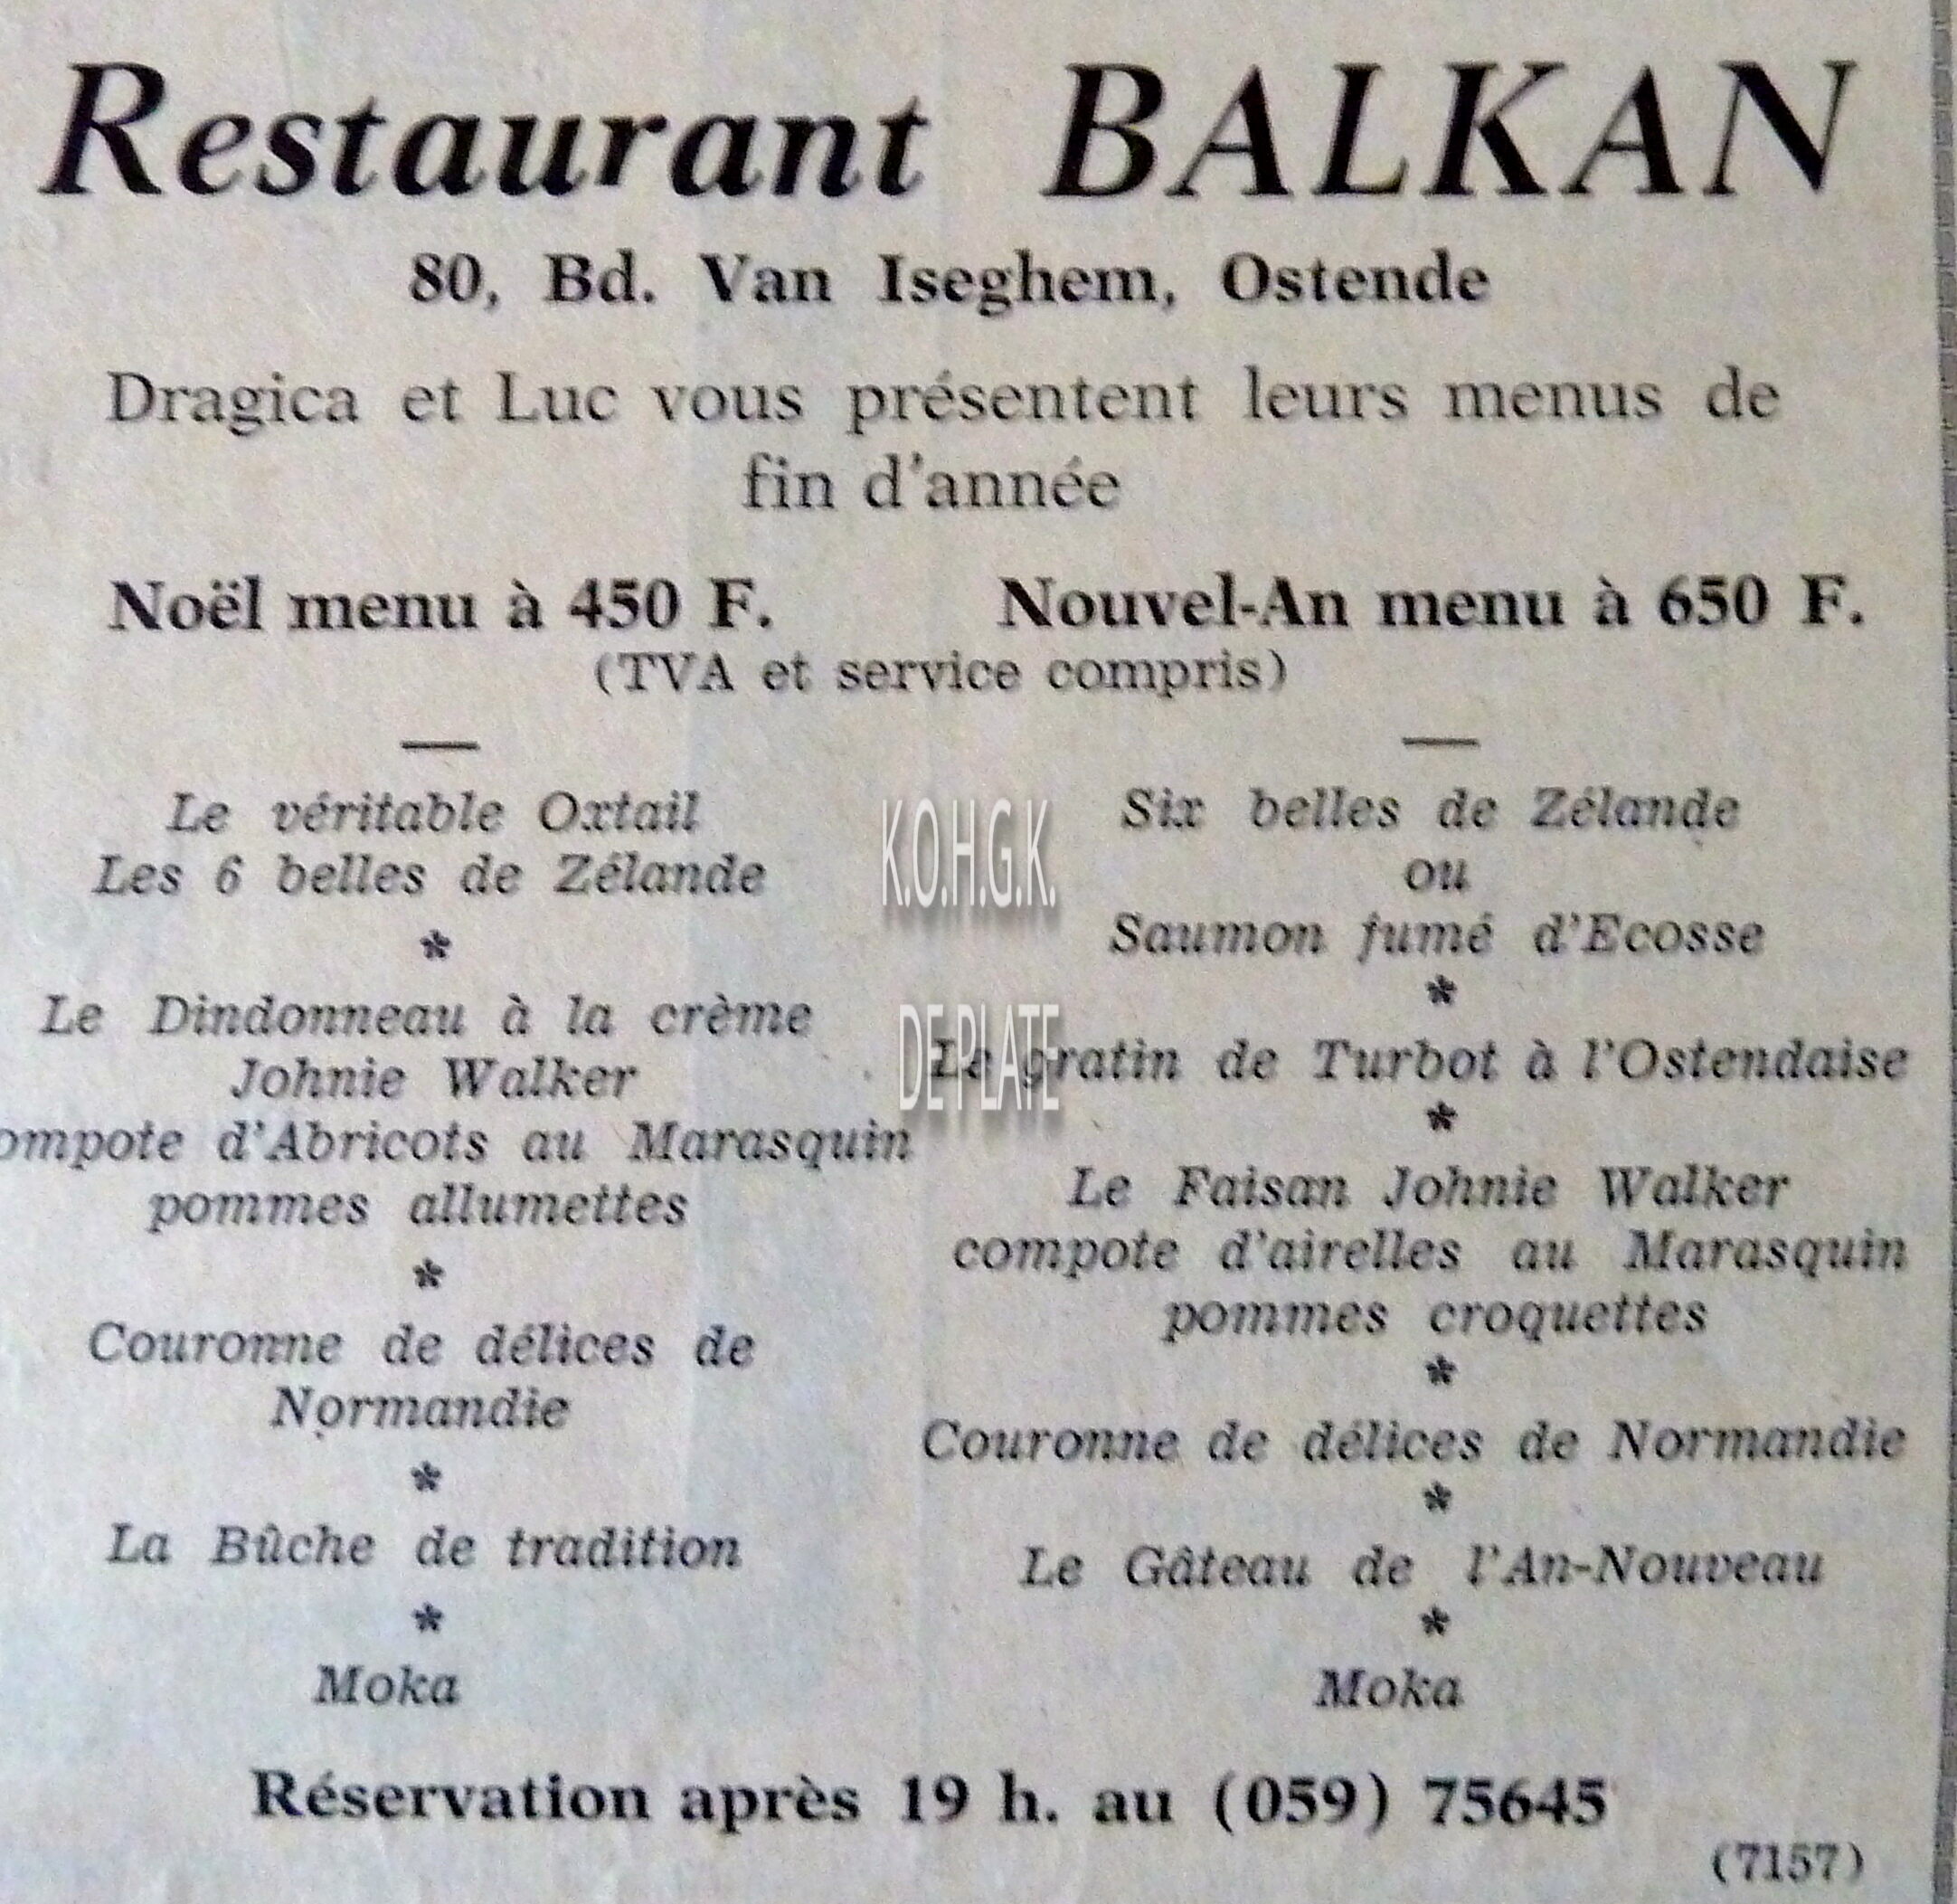 Restaurant BALKAN
80, Bd. Van Iseghem, Ostende
Dragica et Luc vous présentent leurs menus de
fin d'année
Noël menu à 450 F.
Nouvel-An menu à 650 F.
(TVA et service compris)
Le véritable Oxtail
Les 6 belles de Zélande
*
Le Dindonneau à la crème
Johnie Walker
ompote d'Abricots au Marasquin
pommes allumettes
*
Couronne de délices de
Normandie
*
La Bûche de tradition
*
Moka
K.O.H.G.K.
DE PLATE
Six belles de Zélande
ou
Saumon fumé d'Ecosse
*
Le gratin de Turbot à l'Ostendaise
*
Le Faisan Johnie Walker
compote d'airelles au Marasquin
pommes croquettes
*
Couronne de délices de Normandie
*
Le Gâteau de l'An-Nouveau
*
Moka
Réservation après 19 h. au (059) 75645
(7157)